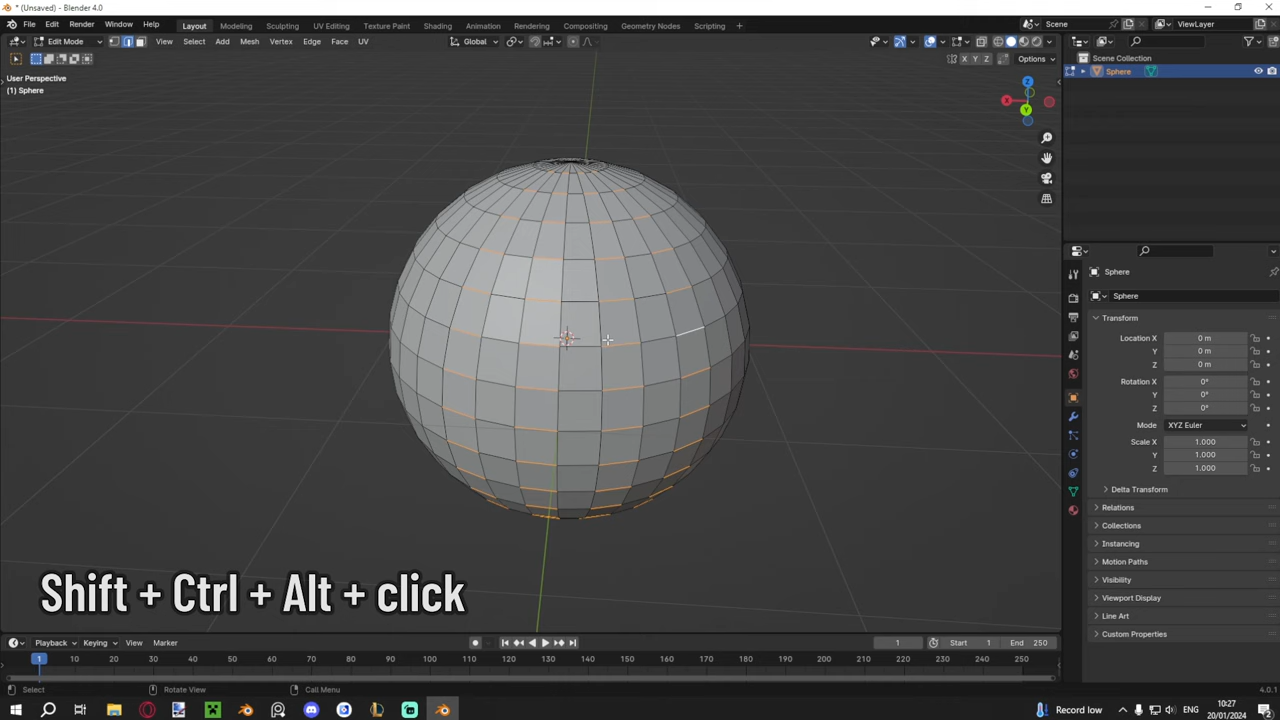 * (Unsaved) - Blender 4.0
File Edit Render Window Help Layout Modeling Sculpting UV Editing Texture Paint Shading Animation Rendering Compositing Geometry Nodes Scripting + Scene ViewLayer
Edit Mode View Select Add Mesh Vertex Edge Face UV Global
X Y Z Options
User Perspective
(1) Sphere
Scene Collection
Sphere
X
Y
Z
Sphere
Sphere
Transform
Location X 0 m
Y 0 m
Z 0 m
Rotation X 0°
Y 0°
Z 0°
Mode XYZ Euler
Scale X 1.000
Y 1.000
Z 1.000
Delta Transform
Relations
Collections
Instancing
Motion Paths
Visibility
Viewport Display
Line Art
Custom Properties
Shift + Ctrl + Alt + click
Playback Keying View Marker 1 Start 1 End 250
1 10 20 30 40 50 60 70 80 90 100 110 120 130 140 150 160 170 180 190 200 210 220 230 240 250
Select Rotate View Call Menu 4.0.1
Record low ENG 10:27
20/01/2024